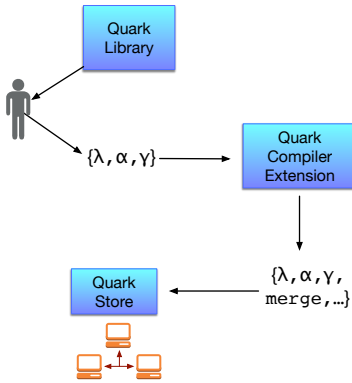 Quark
Library
{λ,α,γ}
Quark
Compiler
Extension
{λ,α,γ,
merge,…}
Quark
Store